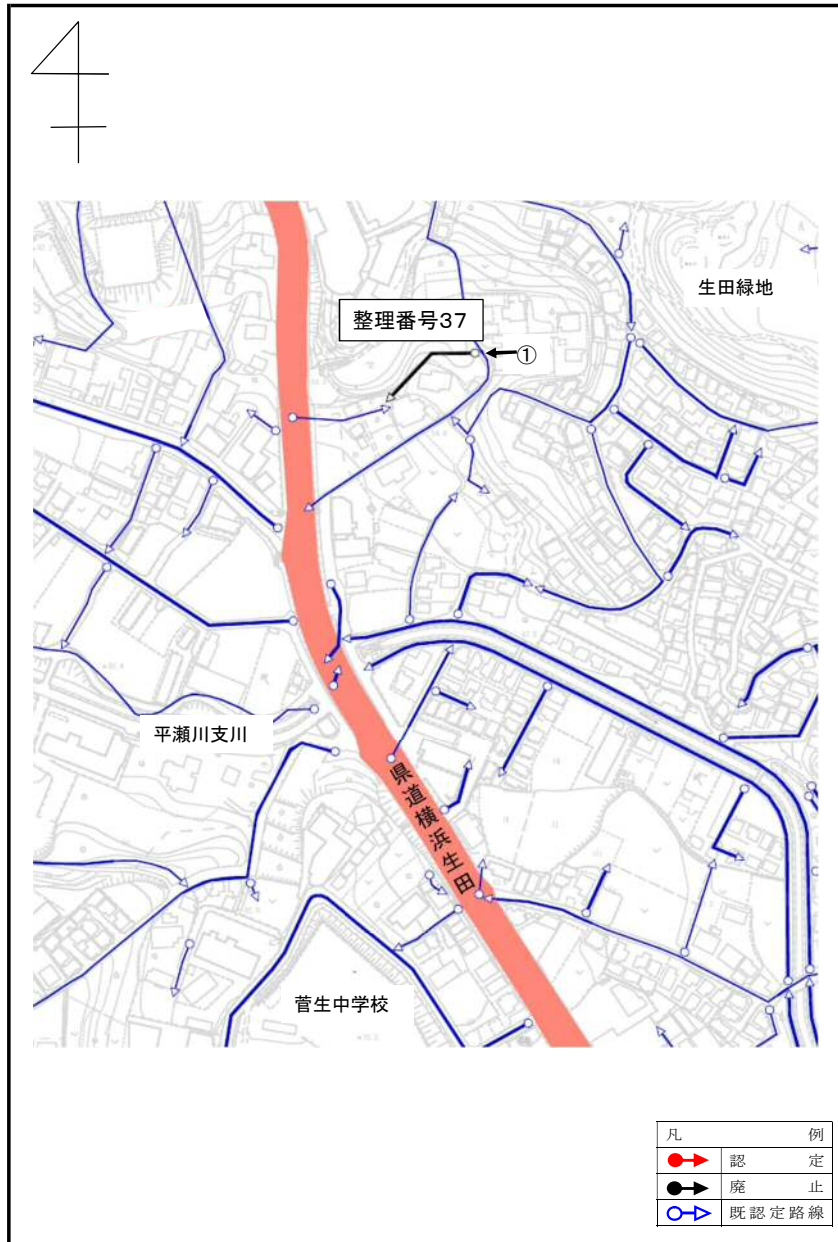 生田緑地
整理番号37
①
平瀬川支川
県道横浜生田
菅生中学校
凡 例
認 定
廃 止
既認定路線